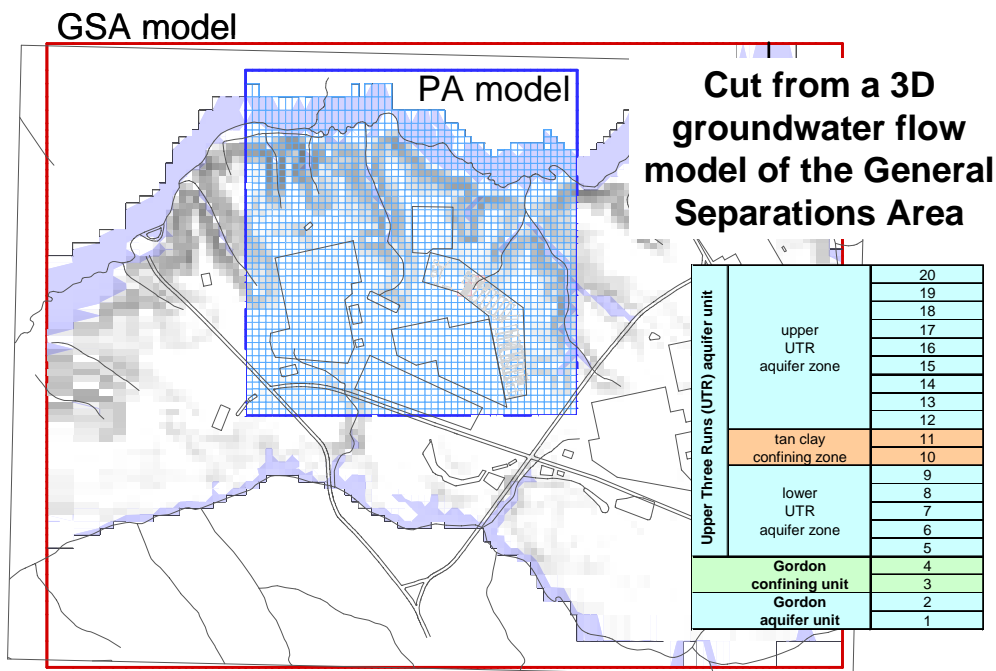 GSA model
PA model
Cut from a 3D
groundwater flow
model of the General
Separations Area
Upper Three Runs (UTR) aquifer unit
upper
UTR
aquifer zone
20
19
18
17
16
15
14
13
12
tan clay
confining zone
11
10
lower
UTR
aquifer zone
9
8
7
6
5
Gordon
confining unit
4
3
Gordon
aquifer unit
2
1